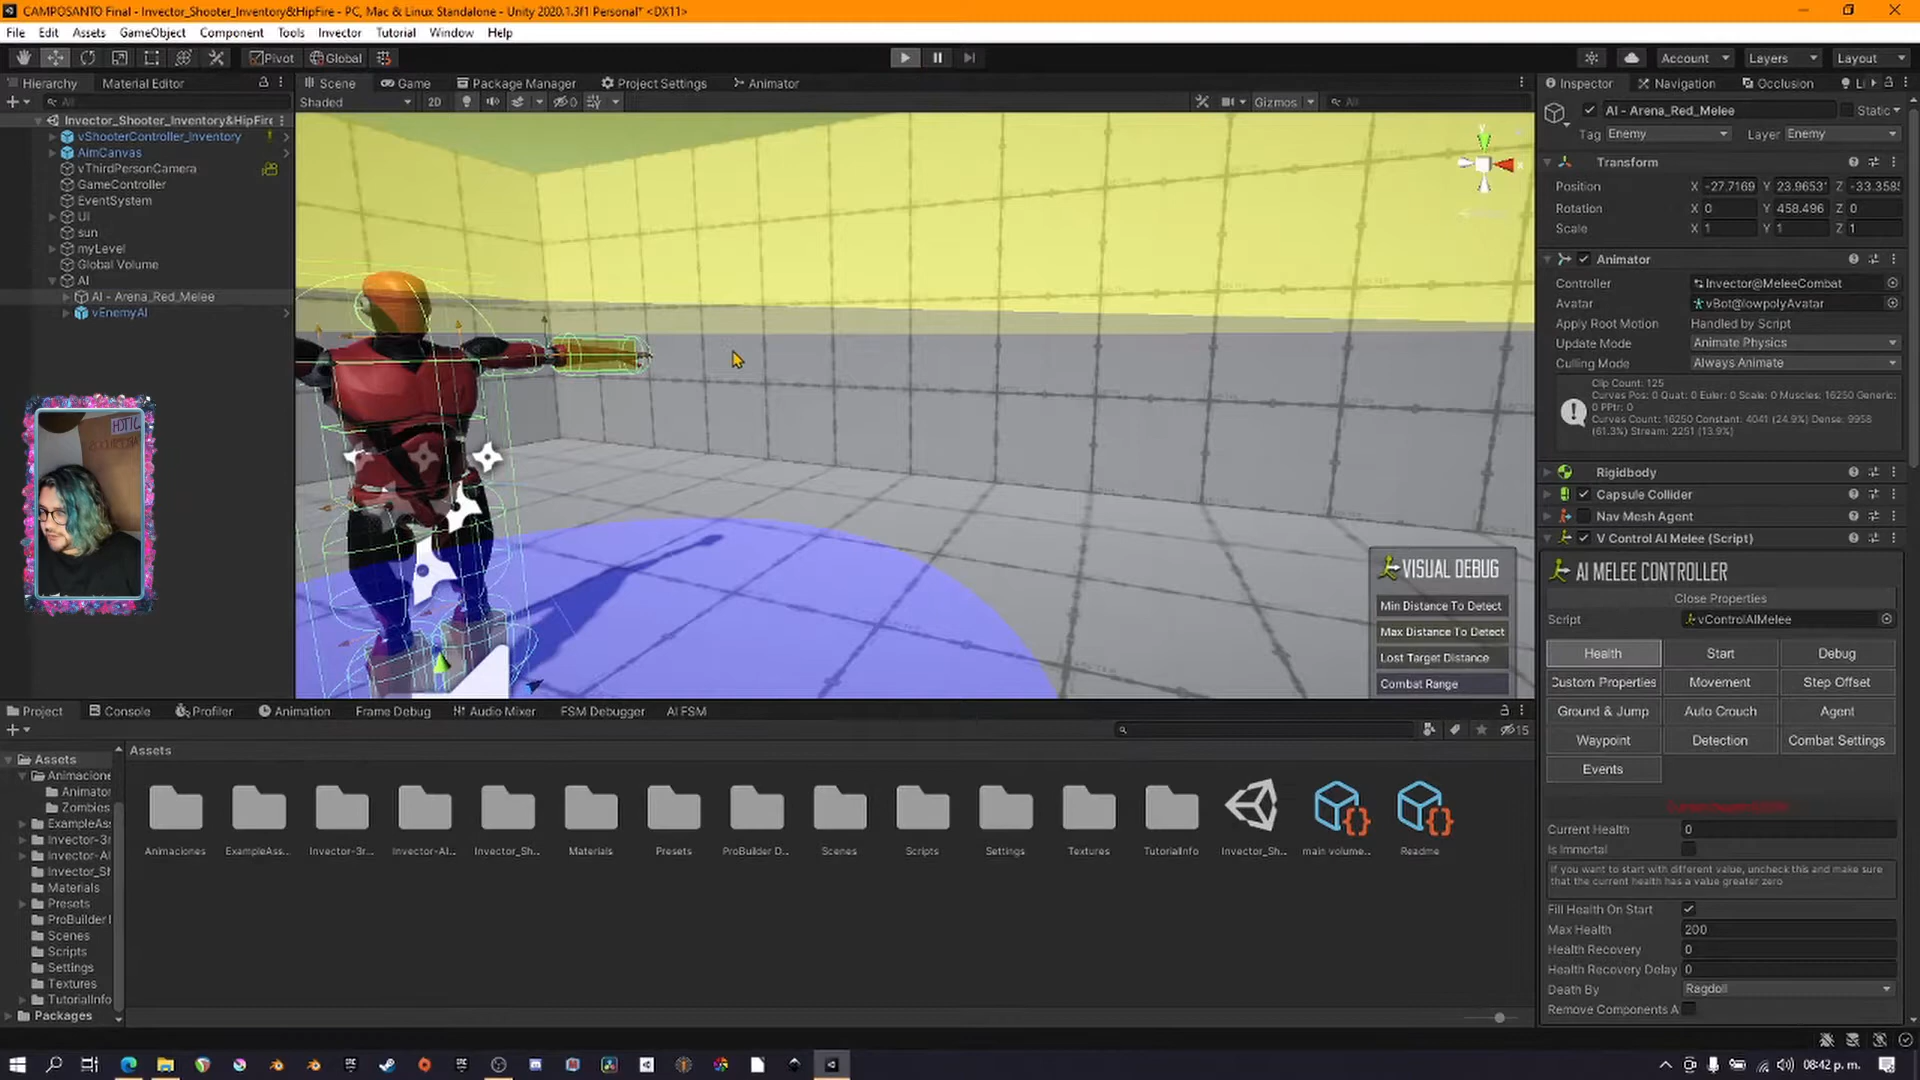 CAMPOSANTO Final - Invector_Shooter_Inventory&HipFire - PC, Mac & Linux Standalone - Unity 2020.1.3f1 Personal* <DX11>
File Edit Assets GameObject Component Tools Invector Tutorial Window Help
Pivot Global Account Layers Layout
Hierarchy Material Editor
Scene Game Package Manager Project Settings Animator
Inspector Navigation Occlusion
All
Shaded 2D 0 Gizmos All
Invector_Shooter_Inventory&HipFire
vShooterController_Inventory
AimCanvas
vThirdPersonCamera
GameController
EventSystem
UI
sun
myLevel
Global Volume
AI
AI - Arena_Red_Melee
vEnemyAI
VISUAL DEBUG
Min Distance To Detect
Max Distance To Detect
Lost Target Distance
Combat Range
AI - Arena_Red_Melee Static
Tag Enemy Layer Enemy
Transform
Position X -27.7169 Y 23.96531 Z -33.3585
Rotation X 0 Y 458.496 Z 0
Scale X 1 Y 1 Z 1
Animator
Controller Invector@MeleeCombat
Avatar vBot@lowpolyAvatar
Apply Root Motion Handled by Script
Update Mode Animate Physics
Culling Mode Always Animate
Clip Count: 125
Curves Pos: 0 Quat: 0 Euler: 0 Scale: 0 Muscles: 16250 Generic:
0 PPtr: 0
Curves Count: 16250 Constant: 4041 (24.9%) Dense: 9958
(61.3%) Stream: 2251 (13.9%)
Rigidbody
Capsule Collider
Nav Mesh Agent
V Control AI Melee (Script)
AI MELEE CONTROLLER
Close Properties
Script vControlAIMelee
Health Start Debug
Custom Properties Movement Step Offset
Ground & Jump Auto Crouch Agent
Waypoint Detection Combat Settings
Events
Current Health 0
Is Immortal
If you want to start with different value, uncheck this and make sure
that the current health has a value greater zero
Fill Health On Start
Max Health 200
Health Recovery 0
Health Recovery Delay 0
Death By Ragdoll
Remove Components A
Project Console Profiler Animation Frame Debug Audio Mixer FSM Debugger AI FSM
15
Assets
Animacione
Animator
Zombies
ExampleAss
Invector-3r
Invector-AI
Invector_Sh
Materials
Presets
ProBuilder
Scenes
Scripts
Settings
Textures
TutorialInfo
Packages
Assets
Animaciones ExampleAss... Invector-3r... Invector-AI... Invector_Sh... Materials Presets ProBuilder D... Scenes Scripts Settings Textures TutorialInfo Invector_Sh... main volume... Readme
08:42 p. m.